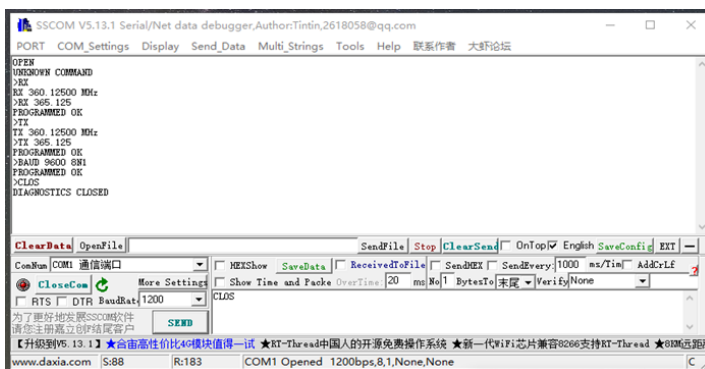 SSCOM V5.13.1 Serial/Net data debugger,Author:Tintin,2618058@qq.com
PORT COM_Settings Display Send_Data Multi_Strings Tools Help 联系作者 大虾论坛
OPEN
UNKNOWN COMMAND
>RX
RX 360.12500 MHz
>RX 365.125
PROGRAMMED OK
>TX
TX 360.12500 MHz
>TX 365.125
PROGRAMMED OK
>BAUD 9600 8N1
PROGRAMMED OK
>CLOS
DIAGNOSTICS CLOSED
ClearData OpenFile SendFile Stop ClearSend OnTop English SaveConfig EXT —
ComNum COM1 通信端口 HEXShow SaveData ReceivedToFile SendHEX SendEvery: 1000 ms/Tim AddCrLf
CloseCom More Settings Show Time and Packe OverTime: 20 ms No 1 BytesTo 末尾 Verify None
RTS DTR BaudRat 1200 CLOS
为了更好地发展SSCOM软件
请您注册嘉立创F结尾客户
SEND
【升级到V5.13.1】★合宙高性价比4G模块值得一试 ★RT-Thread中国人的开源免费操作系统 ★新一代WiFi芯片兼容8266支持RT-Thread ★8KM远距
www.daxia.com S:88 R:183 COM1 Opened 1200bps,8,1,None,None C